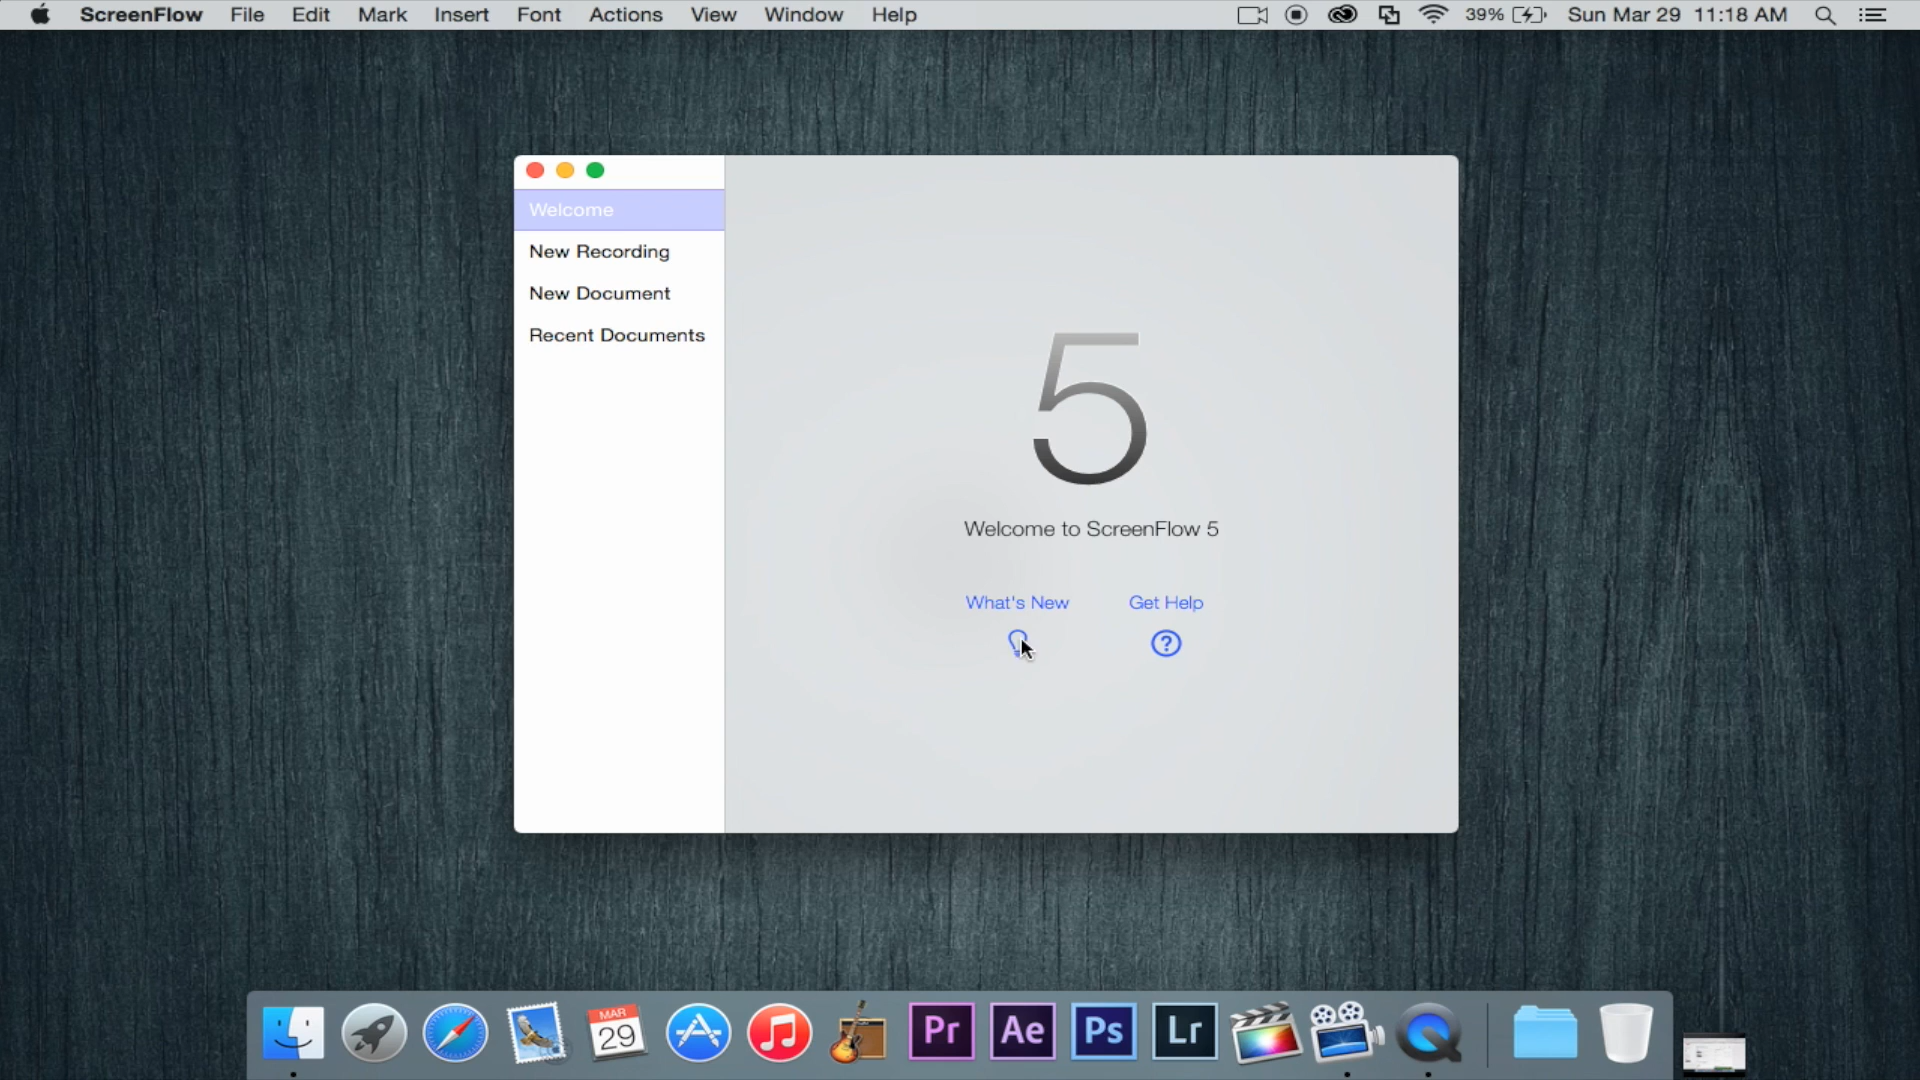 ScreenFlow File Edit Mark Insert Font Actions View Window Help 39% Sun Mar 29 11:18 AM
Welcome
New Recording
New Document
Recent Documents
5
Welcome to ScreenFlow 5
What's New Get Help
?
MAR
29
Pr Ae Ps Lr